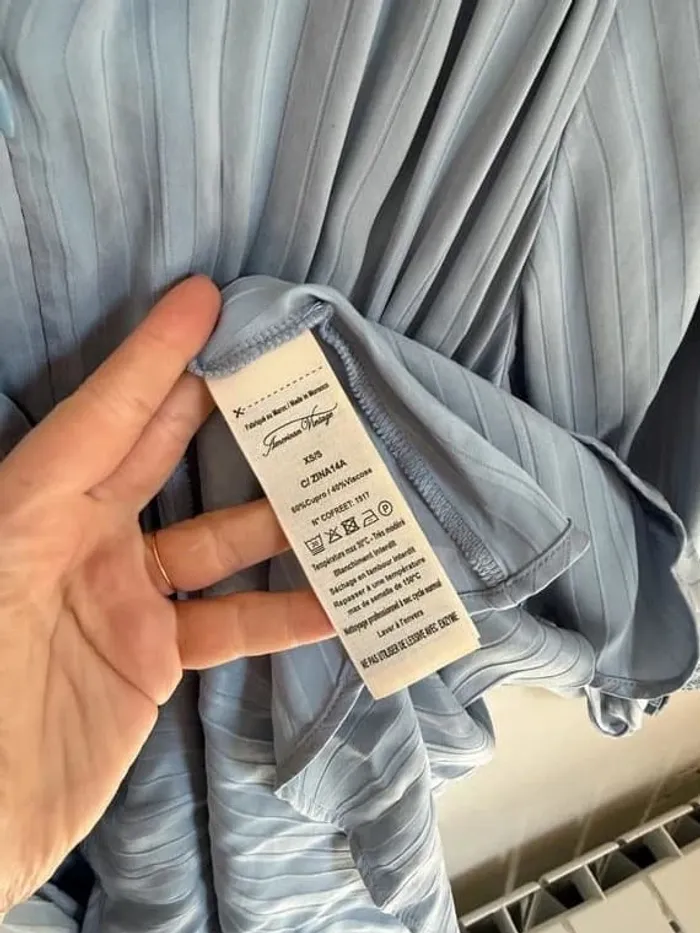 Fabriqué au Maroc / Made in Morocco
American Vintage
XS/S
C/ ZINA14A
60%Cupro / 40%Viscose
N° COFREET: 1517
30 P
Température max 30°C - Très modéré
Blanchiment interdit
Séchage en tambour interdit
Repasser à une température
max de semelle de 150°C
Nettoyage professionnel à sec cycle normal
Laver à l'envers
NE PAS UTILISER DE LESSIVE AVEC ENZYME